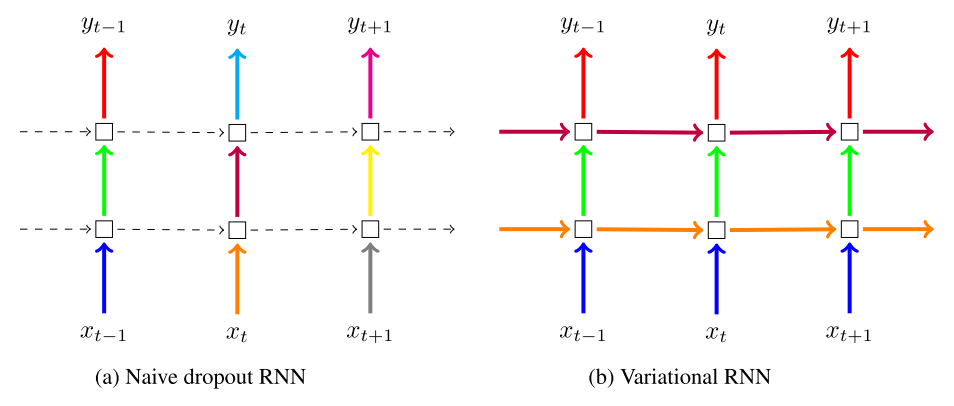 y_{t-1} y_t y_{t+1} y_{t-1} y_t y_{t+1}
x_{t-1} x_t x_{t+1} x_{t-1} x_t x_{t+1}
(a) Naive dropout RNN (b) Variational RNN